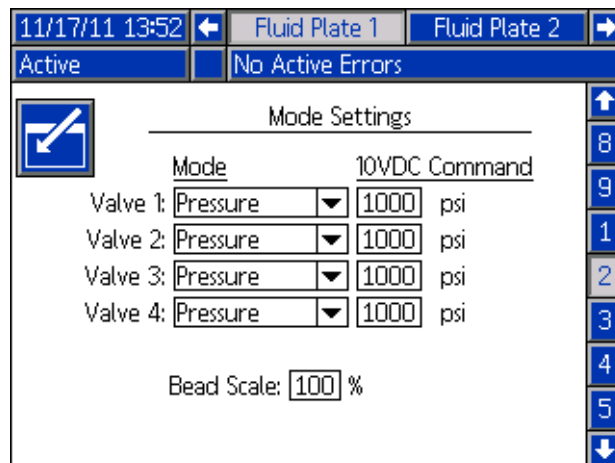 11/17/11 13:52 Fluid Plate 1 Fluid Plate 2
Active No Active Errors
Mode Settings
Mode 10VDC Command
Valve 1: Pressure 1000 psi
Valve 2: Pressure 1000 psi
Valve 3: Pressure 1000 psi
Valve 4: Pressure 1000 psi
Bead Scale: 100 %
8
9
1
2
3
4
5